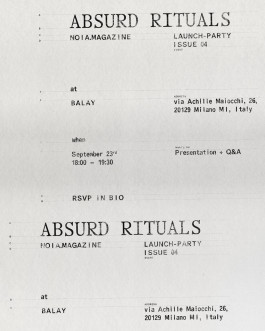 ABSURD RITUALS
NOIA.MAGAZINE LAUNCH-PARTY
ISSUE 04
at
BALAY via Achille Maiocchi, 26,
20129 Milano MI, Italy
when
September 23rd Presentation + Q&A
18:00 - 19:30
RSVP IN BIO
ABSURD RITUALS
NOIA.MAGAZINE LAUNCH-PARTY
ISSUE 04
at
BALAY via Achille Maiocchi, 26,
20129 Milano MI, Italy